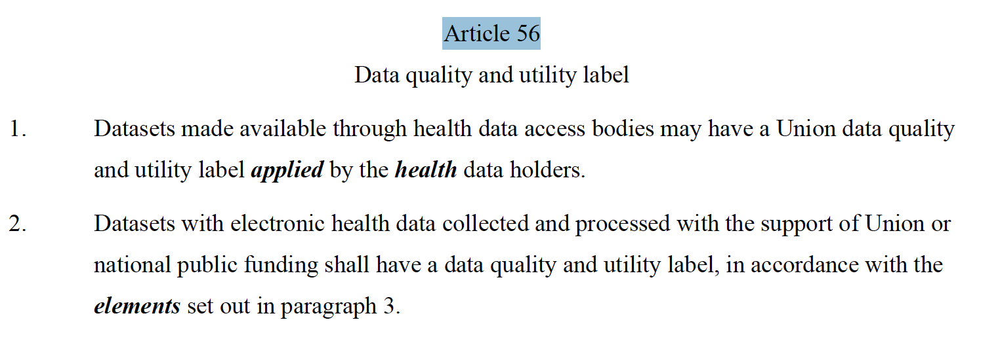 Article 56
Data quality and utility label
1. Datasets made available through health data access bodies may have a Union data quality
and utility label applied by the health data holders.
2. Datasets with electronic health data collected and processed with the support of Union or
national public funding shall have a data quality and utility label, in accordance with the
elements set out in paragraph 3.